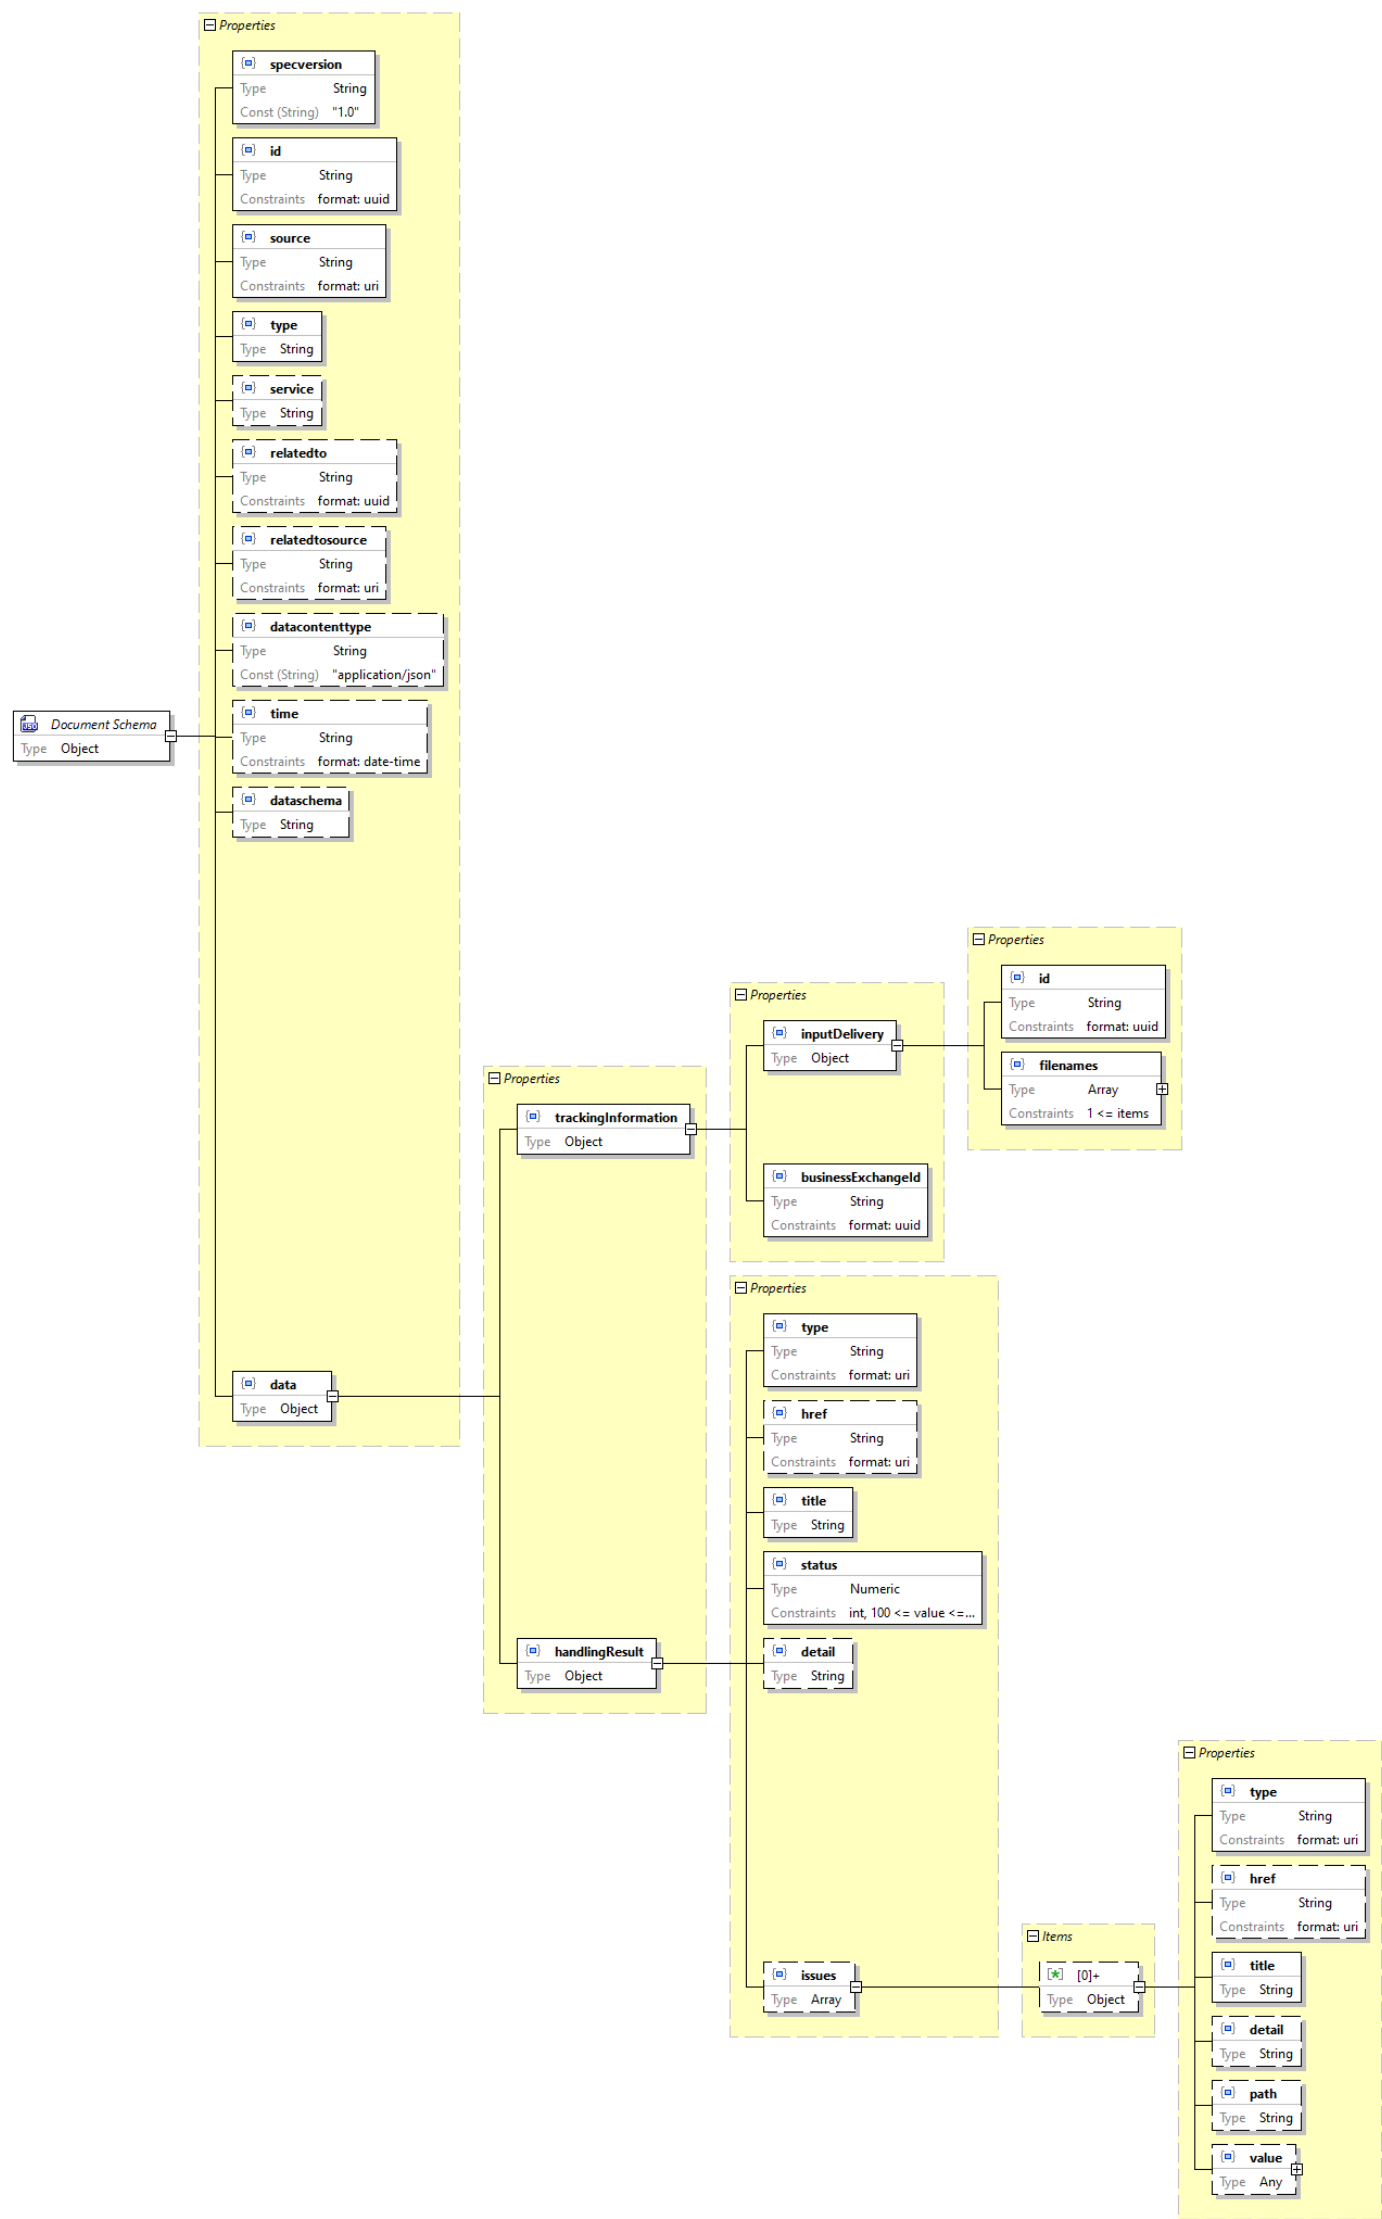 Properties
specversion
Type String
Const (String) "1.0"
id
Type String
Constraints format: uuid
source
Type String
Constraints format: uri
type
Type String
service
Type String
relatedto
Type String
Constraints format: uuid
relatedtosource
Type String
Constraints format: uri
datacontenttype
Type String
Const (String) "application/json"
time
Type String
Constraints format: date-time
dataschema
Type String
data
Type Object
JSD Document Schema
Type Object
Properties
trackingInformation
Type Object
handlingResult
Type Object
Properties
inputDelivery
Type Object
businessExchangeId
Type String
Constraints format: uuid
Properties
id
Type String
Constraints format: uuid
filenames
Type Array
Constraints 1 <= items
Properties
type
Type String
Constraints format: uri
href
Type String
Constraints format: uri
title
Type String
status
Type Numeric
Constraints int, 100 <= value <=...
detail
Type String
issues
Type Array
Items
[0]+
Type Object
Properties
type
Type String
Constraints format: uri
href
Type String
Constraints format: uri
title
Type String
detail
Type String
path
Type String
value
Type Any